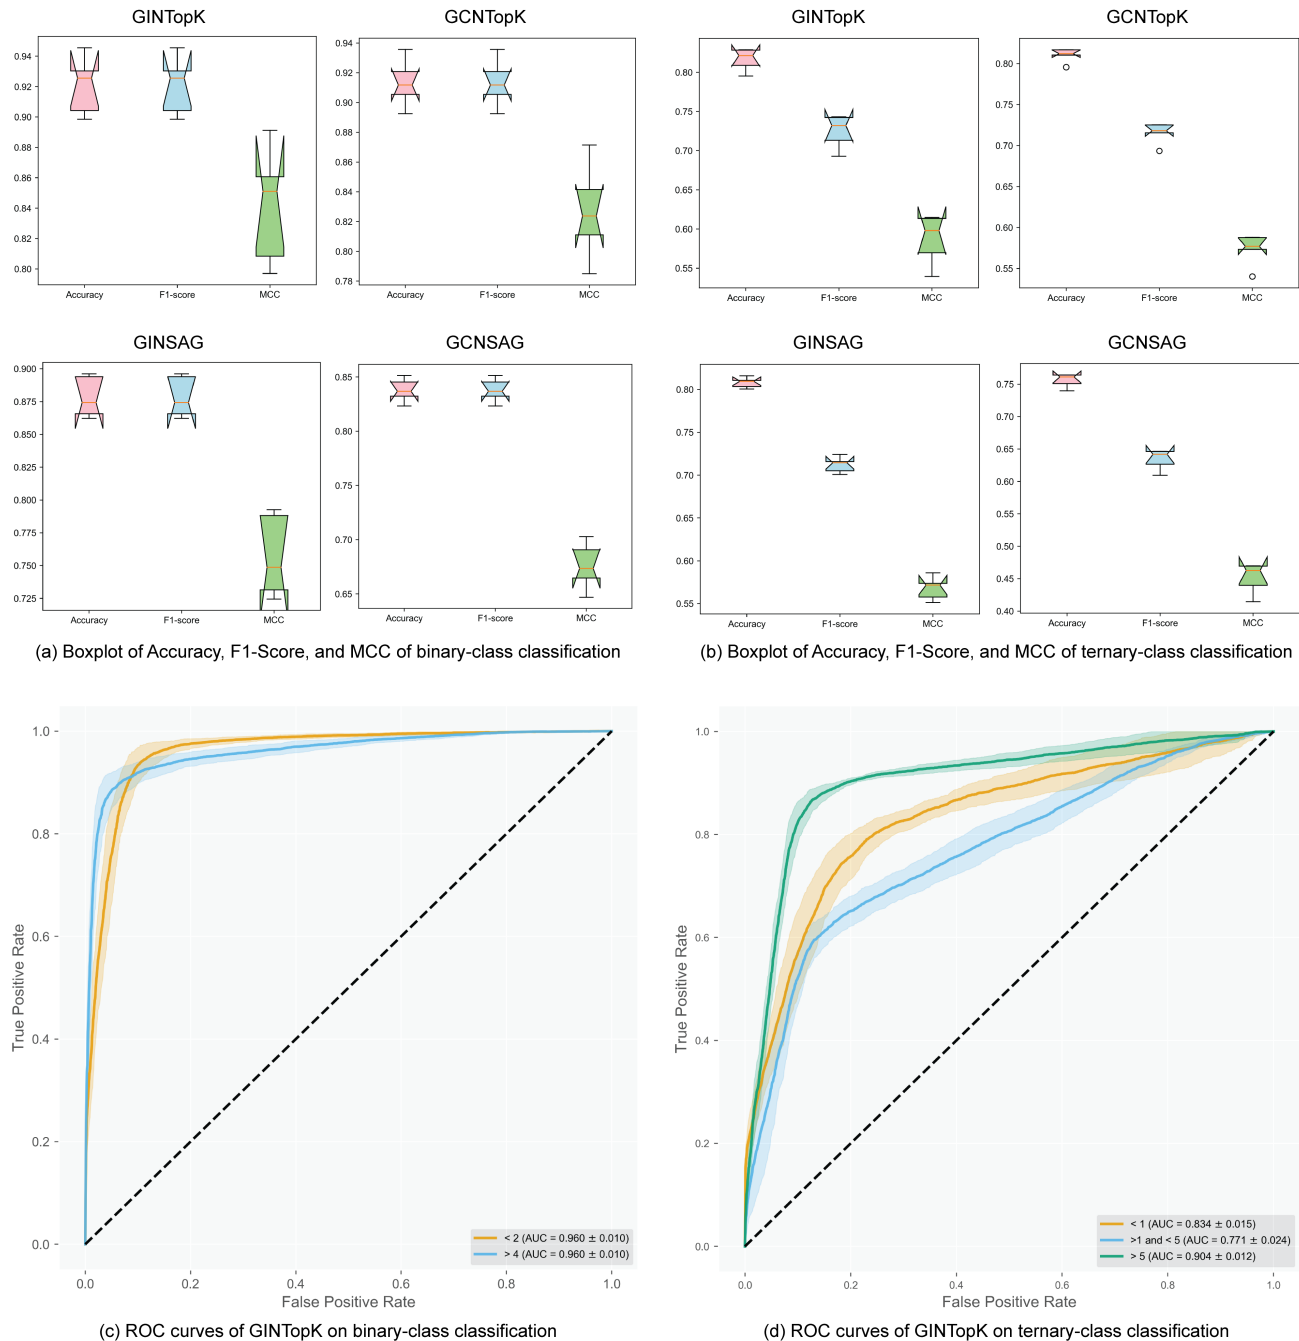 GINTopK
GCNTopK
GINTopK
GCNTopK
0.94
0.92
0.90
0.88
0.86
0.84
0.82
0.80
Accuracy
F1-score
MCC
0.94
0.92
0.90
0.88
0.86
0.84
0.82
0.80
0.78
Accuracy
F1-score
MCC
0.80
0.75
0.70
0.65
0.60
0.55
Accuracy
F1-score
MCC
0.80
0.75
0.70
0.65
0.60
0.55
Accuracy
F1-score
MCC
GINSAG
GCNSAG
GINSAG
GCNSAG
0.900
0.875
0.850
0.825
0.800
0.775
0.750
0.725
Accuracy
F1-score
MCC
0.85
0.80
0.75
0.70
0.65
Accuracy
F1-score
MCC
0.80
0.75
0.70
0.65
0.60
0.55
Accuracy
F1-score
MCC
0.75
0.70
0.65
0.60
0.55
0.50
0.45
0.40
Accuracy
F1-score
MCC
(a) Boxplot of Accuracy, F1-Score, and MCC of binary-class classification
(b) Boxplot of Accuracy, F1-Score, and MCC of ternary-class classification
1.0
0.8
0.6
0.4
0.2
0.0
True Positive Rate
0.0 0.2 0.4 0.6 0.8 1.0
False Positive Rate
< 2 (AUC = 0.960 ± 0.010)
> 4 (AUC = 0.960 ± 0.010)
(c) ROC curves of GINTopK on binary-class classification
1.0
0.8
0.6
0.4
0.2
0.0
True Positive Rate
0.0 0.2 0.4 0.6 0.8 1.0
False Positive Rate
< 1 (AUC = 0.834 ± 0.015)
>1 and < 5 (AUC = 0.771 ± 0.024)
> 5 (AUC = 0.904 ± 0.012)
(d) ROC curves of GINTopK on ternary-class classification